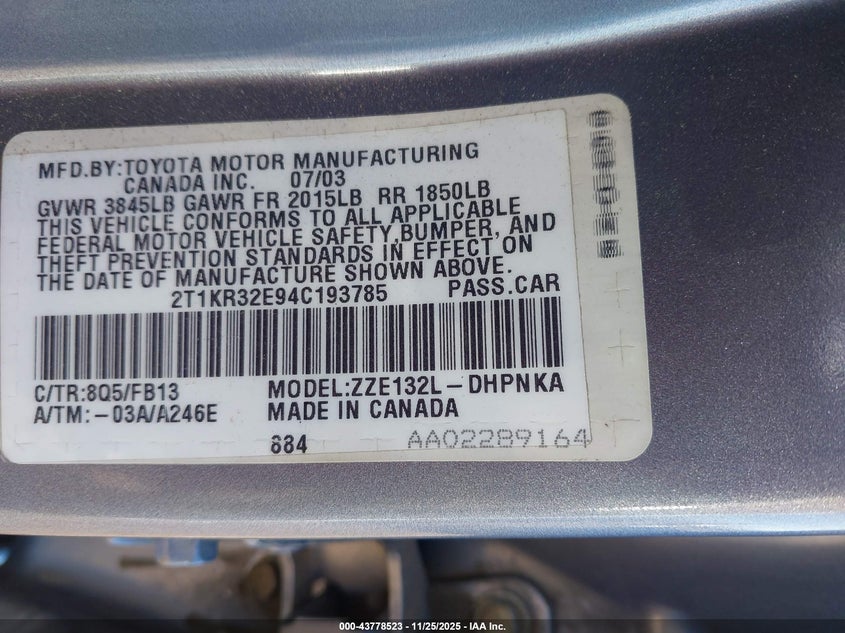 MFD.BY:TOYOTA MOTOR MANUFACTURING
CANADA INC. 07/03
GVWR 3845LB GAWR FR 2015LB RR 1850LB
THIS VEHICLE CONFORMS TO ALL APPLICABLE
FEDERAL MOTOR VEHICLE SAFETY,BUMPER, AND
THEFT PREVENTION STANDARDS IN EFFECT ON
THE DATE OF MANUFACTURE SHOWN ABOVE.
2T1KR32E94C193785 PASS.CAR
C/TR:8Q5/FB13 MODEL:ZZE132L-DHPNKA
A/TM:-03A/A246E MADE IN CANADA
884 AA02289164
000-43778523 - 11/25/2025 - IAA Inc.